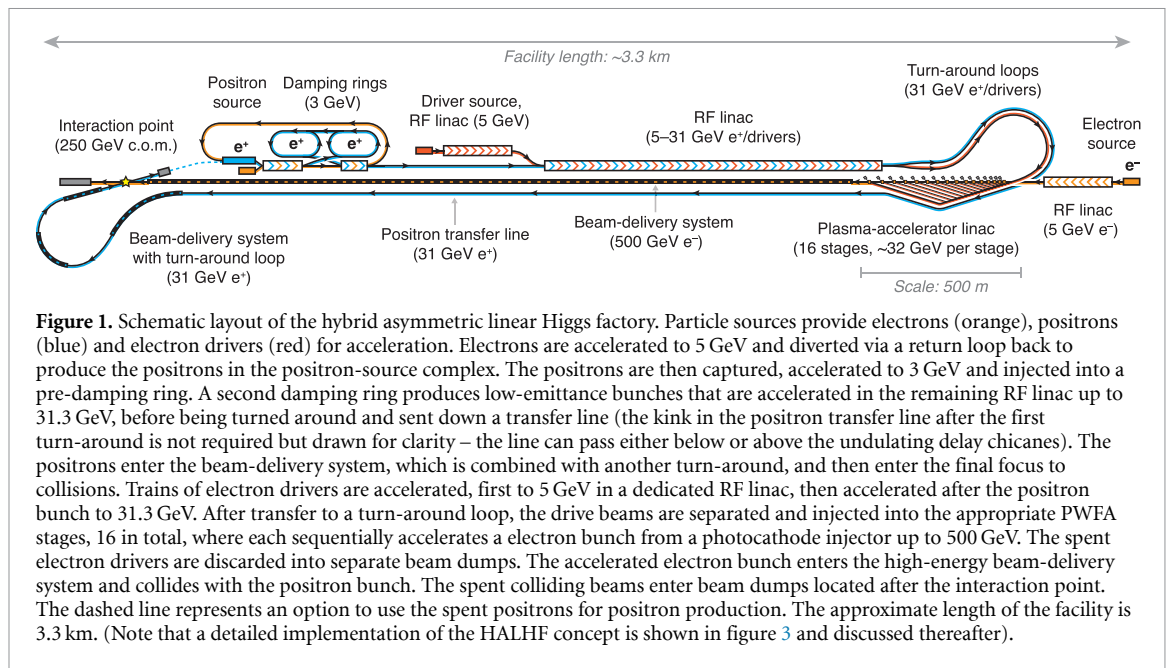 Facility length: ~3.3 km
Positron
source
Damping rings
(3 GeV)
Driver source,
RF linac (5 GeV)
RF linac
(5–31 GeV e⁺/drivers)
Turn-around loops
(31 GeV e⁺/drivers)
Electron
source
e⁻
Interaction point
(250 GeV c.o.m.)
e⁺
e⁺
e⁺
Beam-delivery system
with turn-around loop
(31 GeV e⁺)
Positron transfer line
(31 GeV e⁺)
Beam-delivery system
(500 GeV e⁻)
Plasma-accelerator linac
(16 stages, ~32 GeV per stage)
RF linac
(5 GeV e⁻)
Scale: 500 m
Figure 1. Schematic layout of the hybrid asymmetric linear Higgs factory. Particle sources provide electrons (orange), positrons
(blue) and electron drivers (red) for acceleration. Electrons are accelerated to 5 GeV and diverted via a return loop back to
produce the positrons in the positron-source complex. The positrons are then captured, accelerated to 3 GeV and injected into a
pre-damping ring. A second damping ring produces low-emittance bunches that are accelerated in the remaining RF linac up to
31.3 GeV, before being turned around and sent down a transfer line (the kink in the positron transfer line after the first
turn-around is not required but drawn for clarity – the line can pass either below or above the undulating delay chicanes). The
positrons enter the beam-delivery system, which is combined with another turn-around, and then enter the final focus to
collisions. Trains of electron drivers are accelerated, first to 5 GeV in a dedicated RF linac, then accelerated after the positron
bunch to 31.3 GeV. After transfer to a turn-around loop, the drive beams are separated and injected into the appropriate PWFA
stages, 16 in total, where each sequentially accelerates a electron bunch from a photocathode injector up to 500 GeV. The spent
electron drivers are discarded into separate beam dumps. The accelerated electron bunch enters the high-energy beam-delivery
system and collides with the positron bunch. The spent colliding beams enter beam dumps located after the interaction point.
The dashed line represents an option to use the spent positrons for positron production. The approximate length of the facility is
3.3 km. (Note that a detailed implementation of the HALHF concept is shown in figure 3 and discussed thereafter).